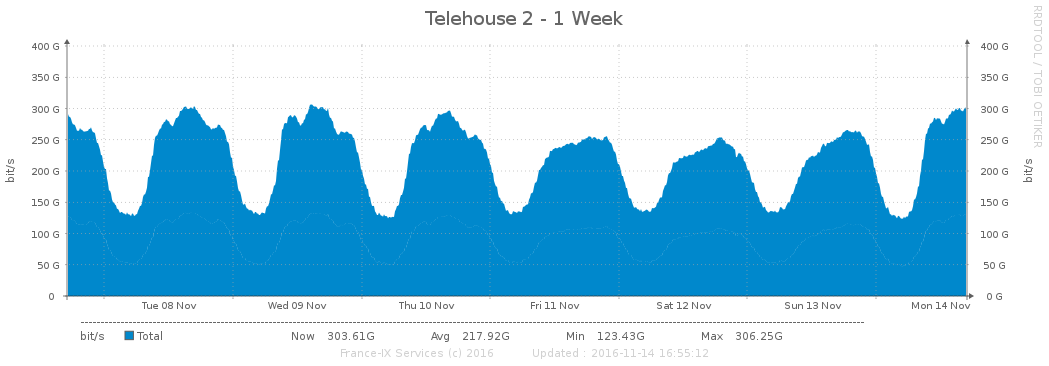 Telehouse 2 - 1 Week
RRDTOOL / TOBI OETIKER
400 G 400 G
350 G 350 G
300 G 300 G
250 G 250 G
200 G 200 G
150 G 150 G
100 G 100 G
50 G 50 G
0 0 G
bit/s bit/s
Tue 08 Nov Wed 09 Nov Thu 10 Nov Fri 11 Nov Sat 12 Nov Sun 13 Nov Mon 14 Nov
bit/s Total Now 303.61G Avg 217.92G Min 123.43G Max 306.25G
France-IX Services (c) 2016 Updated : 2016-11-14 16:55:12